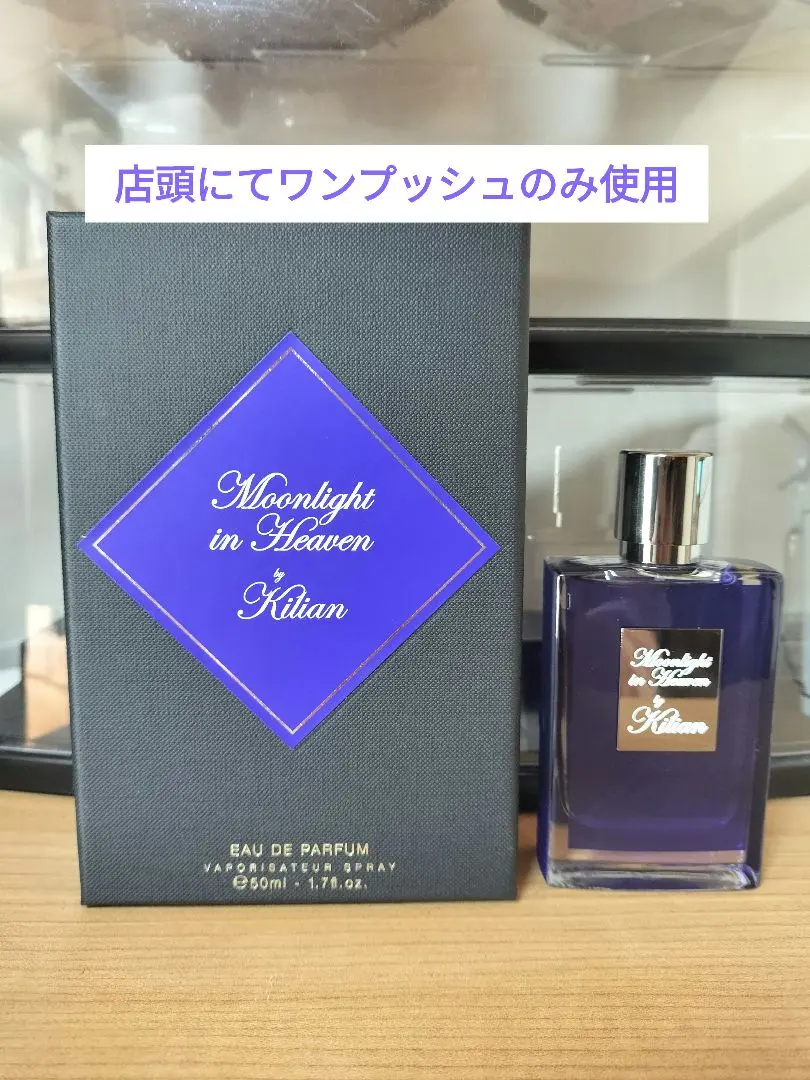 店頭にてワンプッシュのみ使用
Moonlight
in Heaven
by
Kilian
EAU DE PARFUM
VAPORISATEUR SPRAY
℮50ml - 1.7fl.oz.
Moonlight
in Heaven
by
Kilian